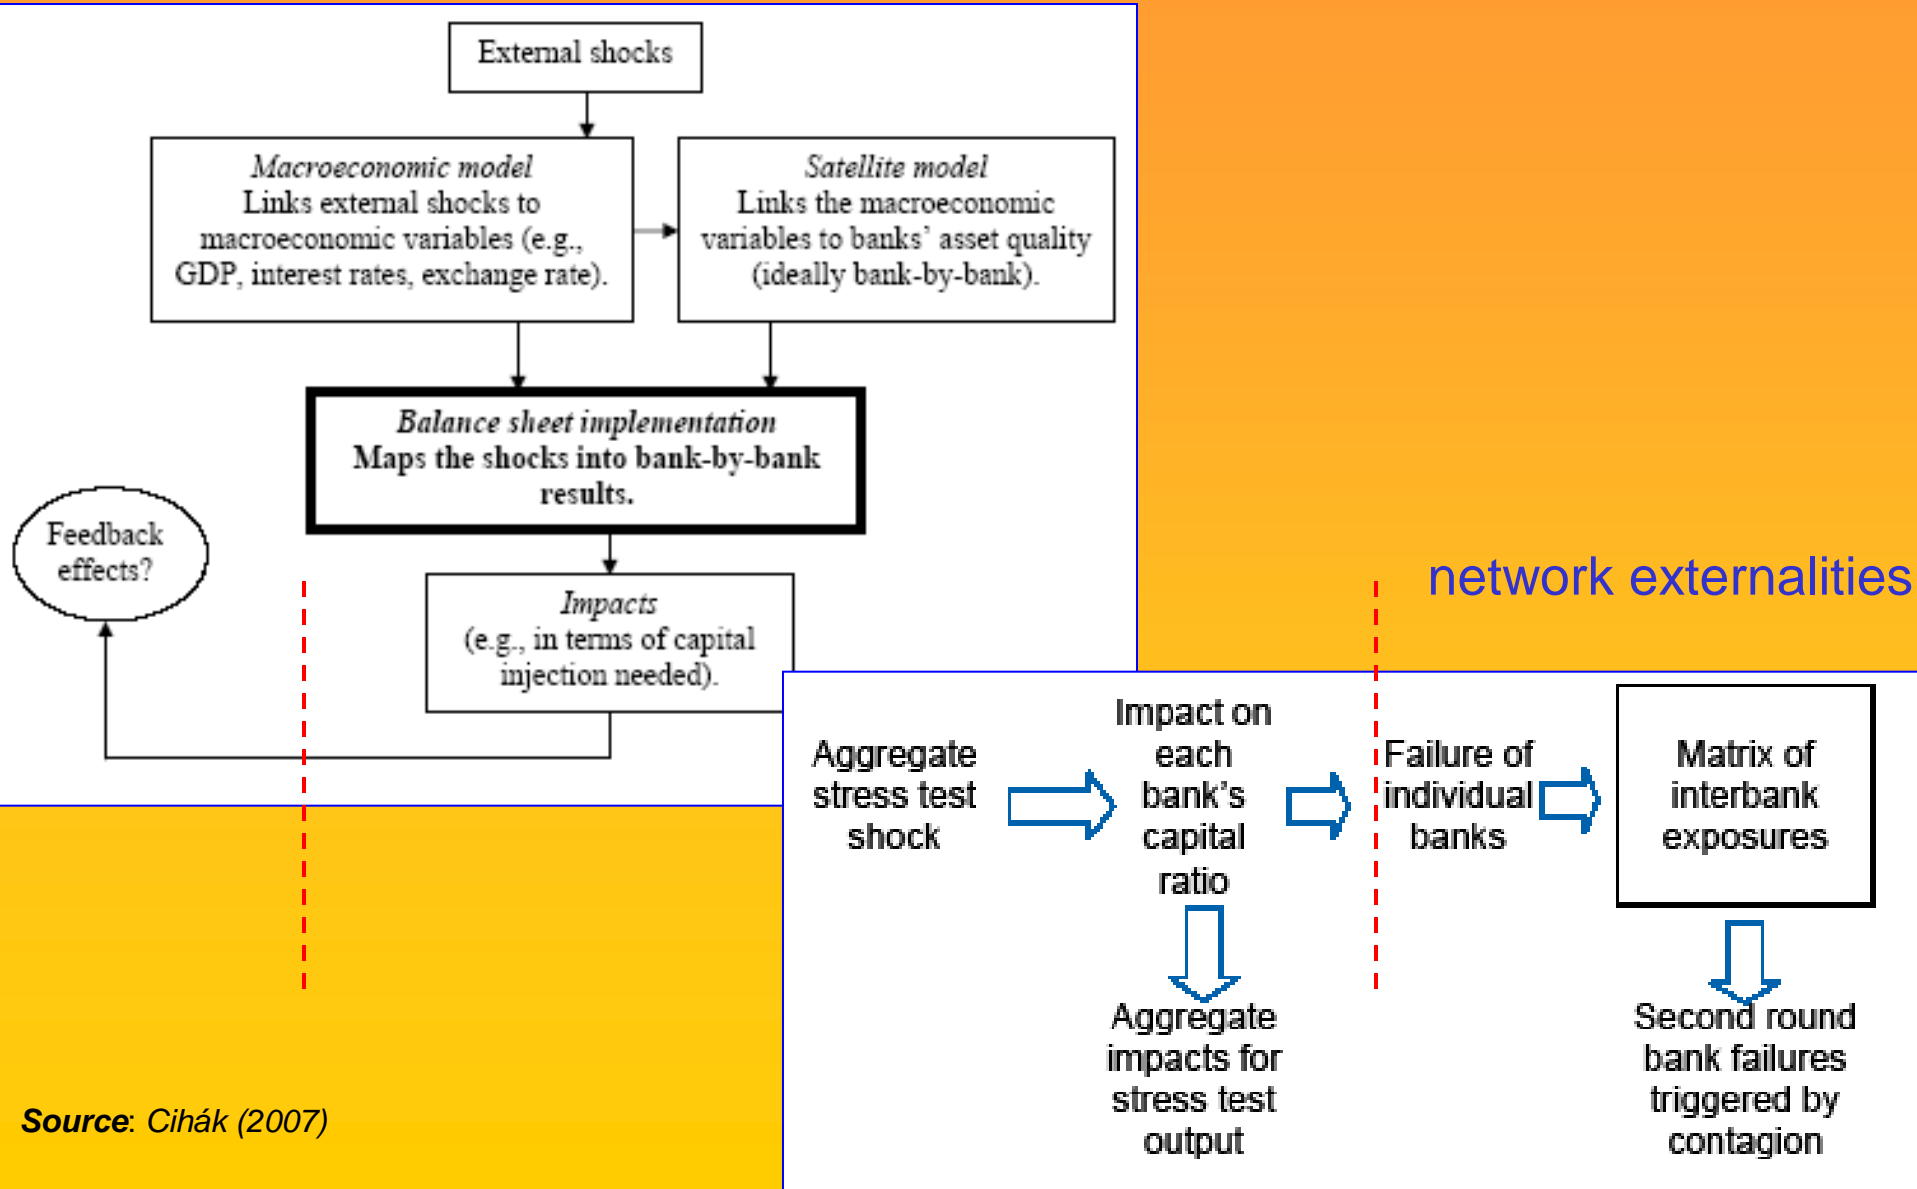 External shocks
Macroeconomic model
Links external shocks to
macroeconomic variables (e.g.,
GDP, interest rates, exchange rate).
Satellite model
Links the macroeconomic
variables to banks’ asset quality
(ideally bank-by-bank).
Balance sheet implementation
Maps the shocks into bank-by-bank
results.
Feedback
effects?
Impacts
(e.g., in terms of capital
injection needed).
network externalities
Aggregate
stress test
shock
Impact on
each
bank’s
capital
ratio
Failure of
individual
banks
Matrix of
interbank
exposures
Aggregate
impacts for
stress test
output
Second round
bank failures
triggered by
contagion
Source: Cihák (2007)